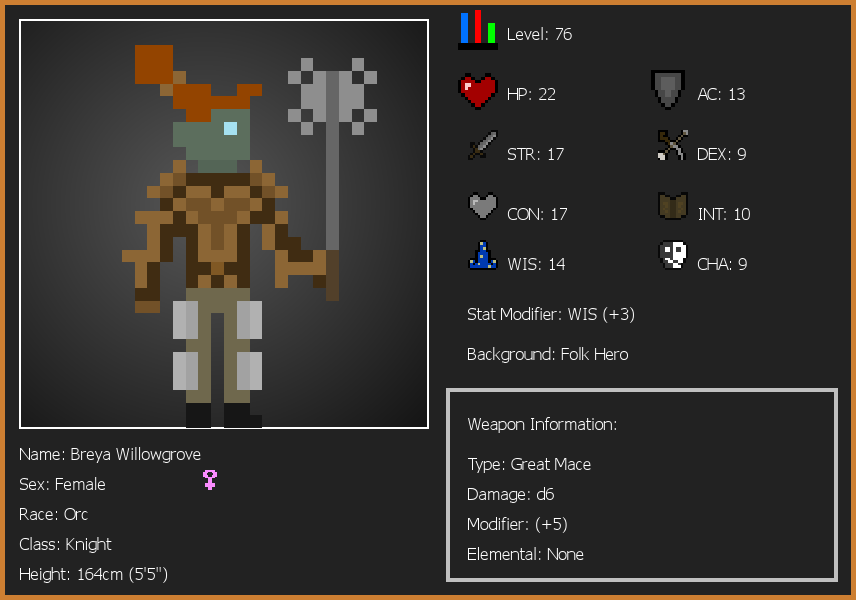 Level: 76
HP: 22
AC: 13
STR: 17
DEX: 9
CON: 17
INT: 10
WIS: 14
CHA: 9
Stat Modifier: WIS (+3)
Background: Folk Hero
Weapon Information:
Type: Great Mace
Damage: d6
Modifier: (+5)
Elemental: None
Name: Breya Willowgrove
Sex: Female
Race: Orc
Class: Knight
Height: 164cm (5'5")